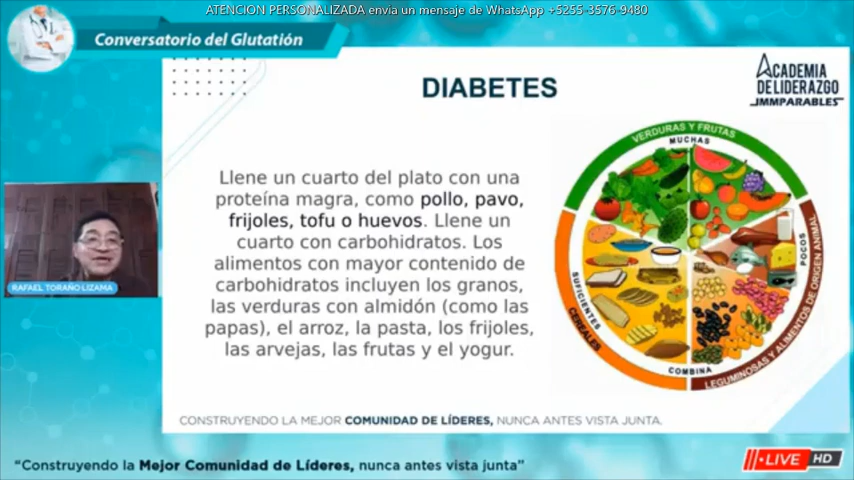 ATENCION PERSONALIZADA envía un mensaje de WhatsApp +5255-3576-9480
Conversatorio del Glutatión
ACADEMIA
DE LIDERAZGO
IMMPARABLES
DIABETES
Llene un cuarto del plato con una
proteína magra, como pollo, pavo,
frijoles, tofu o huevos. Llene un
cuarto con carbohidratos. Los
alimentos con mayor contenido de
carbohidratos incluyen los granos,
las verduras con almidón (como las
papas), el arroz, la pasta, los frijoles,
las arvejas, las frutas y el yogur.
VERDURAS Y FRUTAS
MUCHAS
POCOS
SUFICIENTES
CEREALES
COMBINA
LEGUMINOSAS Y ALIMENTOS DE ORIGEN ANIMAL
RAFAEL TORAÑO LIZAMA
CONSTRUYENDO LA MEJOR COMUNIDAD DE LÍDERES, NUNCA ANTES VISTA JUNTA.
“Construyendo la Mejor Comunidad de Líderes, nunca antes vista junta”
LIVE HD